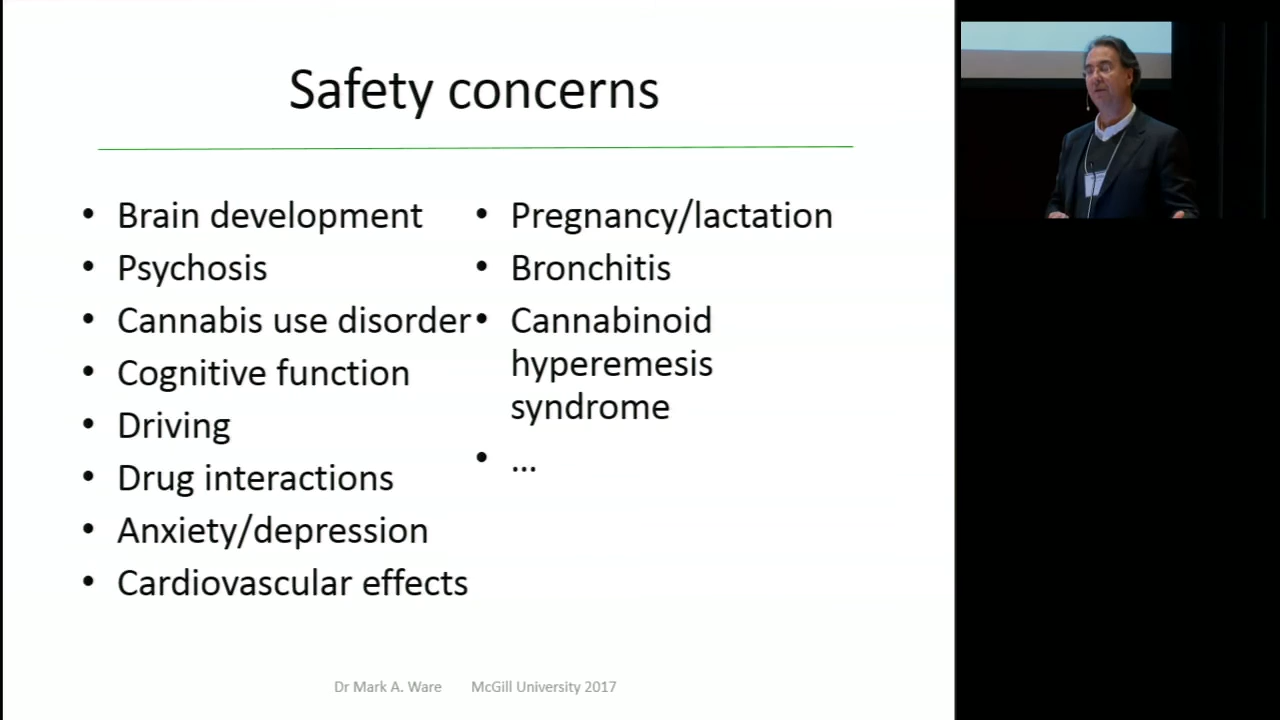 Safety concerns
• Brain development
• Psychosis
• Cannabis use disorder
• Cognitive function
• Driving
• Drug interactions
• Anxiety/depression
• Cardiovascular effects
• Pregnancy/lactation
• Bronchitis
• Cannabinoid
hyperemesis
syndrome
• ...
Dr Mark A. Ware McGill University 2017